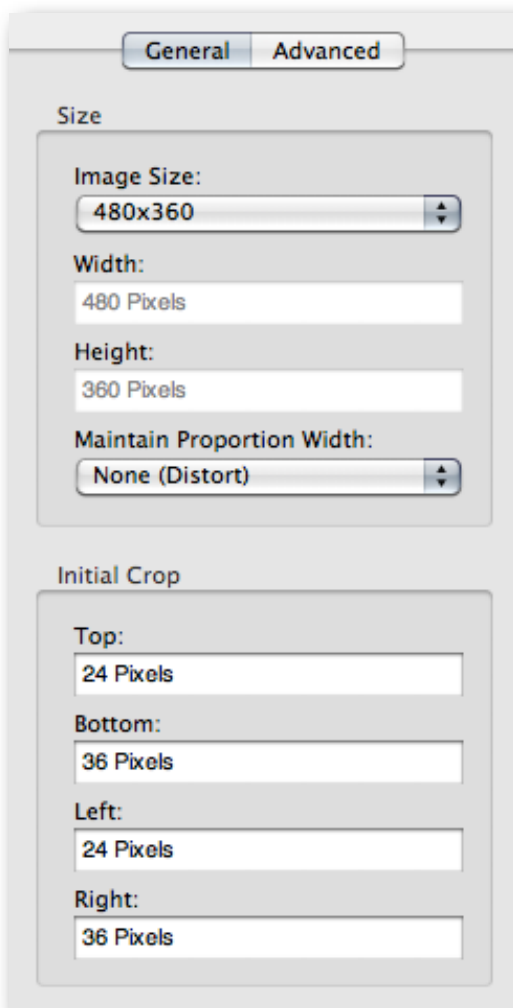 General Advanced
Size
Image Size:
480x360
Width:
480 Pixels
Height:
360 Pixels
Maintain Proportion Width:
None (Distort)
Initial Crop
Top:
24 Pixels
Bottom:
36 Pixels
Left:
24 Pixels
Right:
36 Pixels